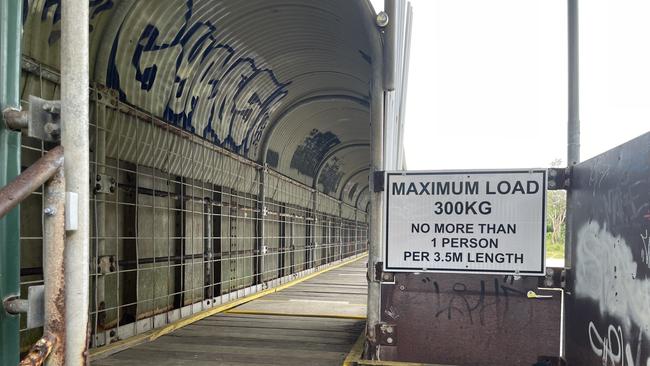 MAXIMUM LOAD
300KG
NO MORE THAN
1 PERSON
PER 3.5M LENGTH